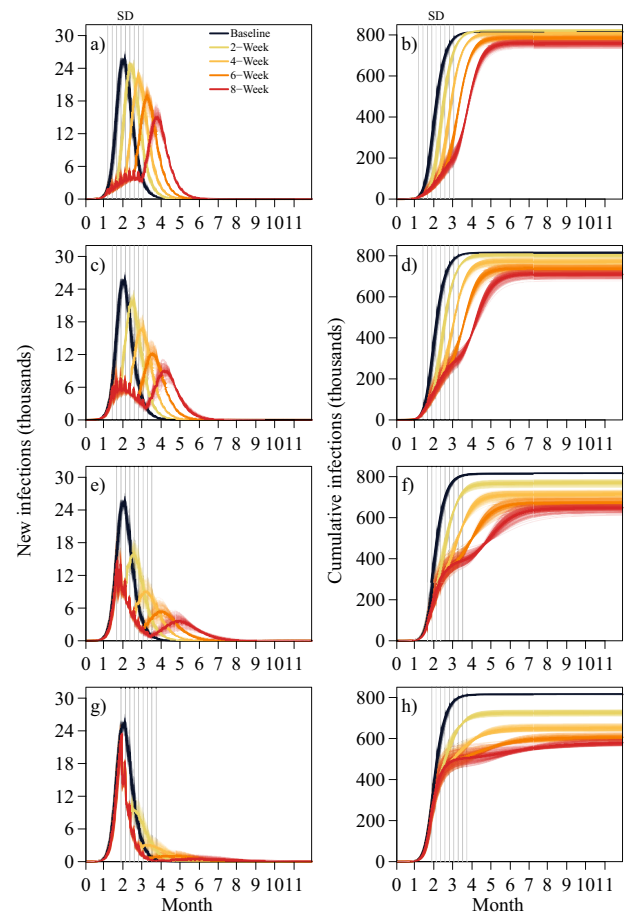 SD
SD
a)
Baseline
2−Week
4−Week
6−Week
8−Week
30
24
18
12
6
0
0 1 2 3 4 5 6 7 8 9 1011
b)
800
600
400
200
0
0 1 2 3 4 5 6 7 8 9 1011
c)
30
24
18
12
6
0
0 1 2 3 4 5 6 7 8 9 1011
d)
800
600
400
200
0
0 1 2 3 4 5 6 7 8 9 1011
New infections (thousands)
Cumulative infections (thousands)
e)
30
24
18
12
6
0
0 1 2 3 4 5 6 7 8 9 1011
f)
800
600
400
200
0
0 1 2 3 4 5 6 7 8 9 1011
g)
30
24
18
12
6
0
0 1 2 3 4 5 6 7 8 9 1011
Month
h)
800
600
400
200
0
0 1 2 3 4 5 6 7 8 9 1011
Month